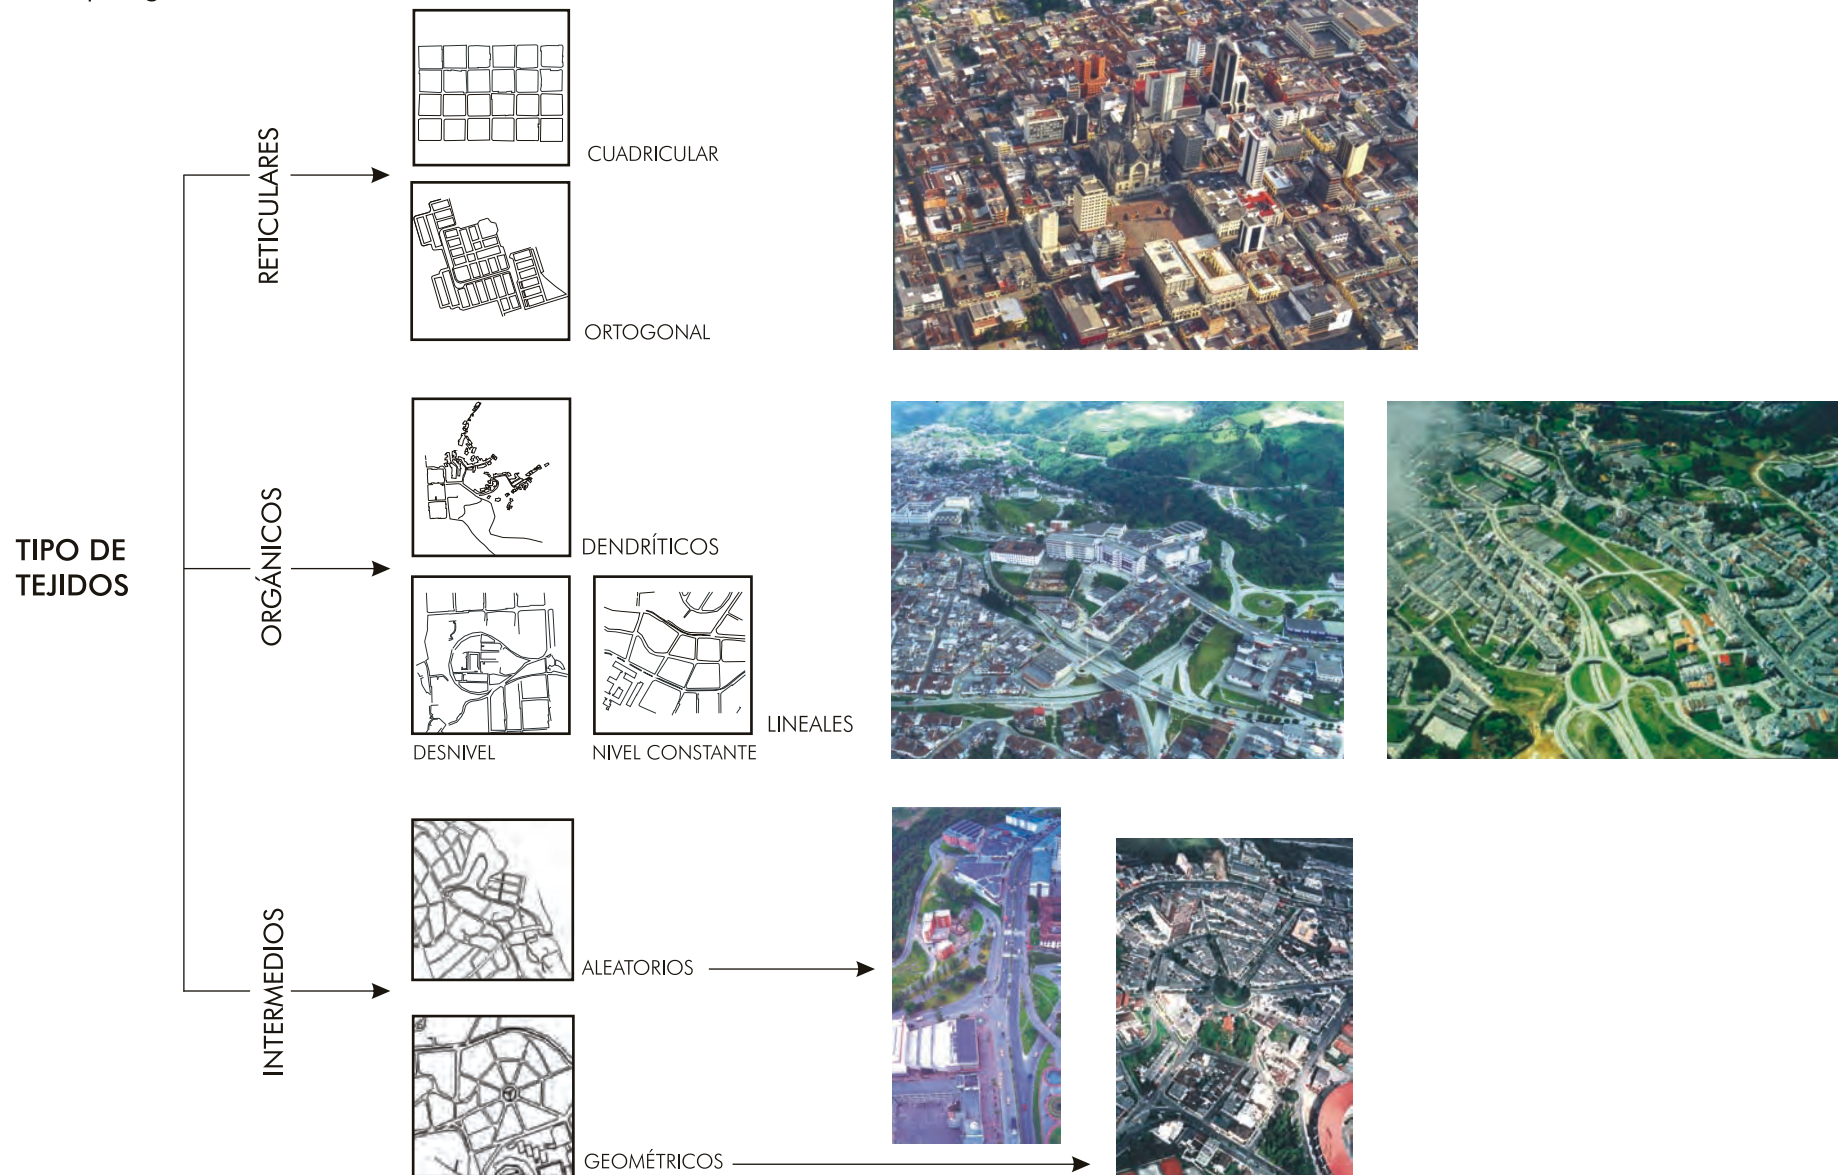 RETICULARES
CUADRICULAR
ORTOGONAL
TIPO DE
TEJIDOS
ORGÁNICOS
DENDRÍTICOS
LINEALES
DESNIVEL
NIVEL CONSTANTE
INTERMEDIOS
ALEATORIOS
GEOMÉTRICOS